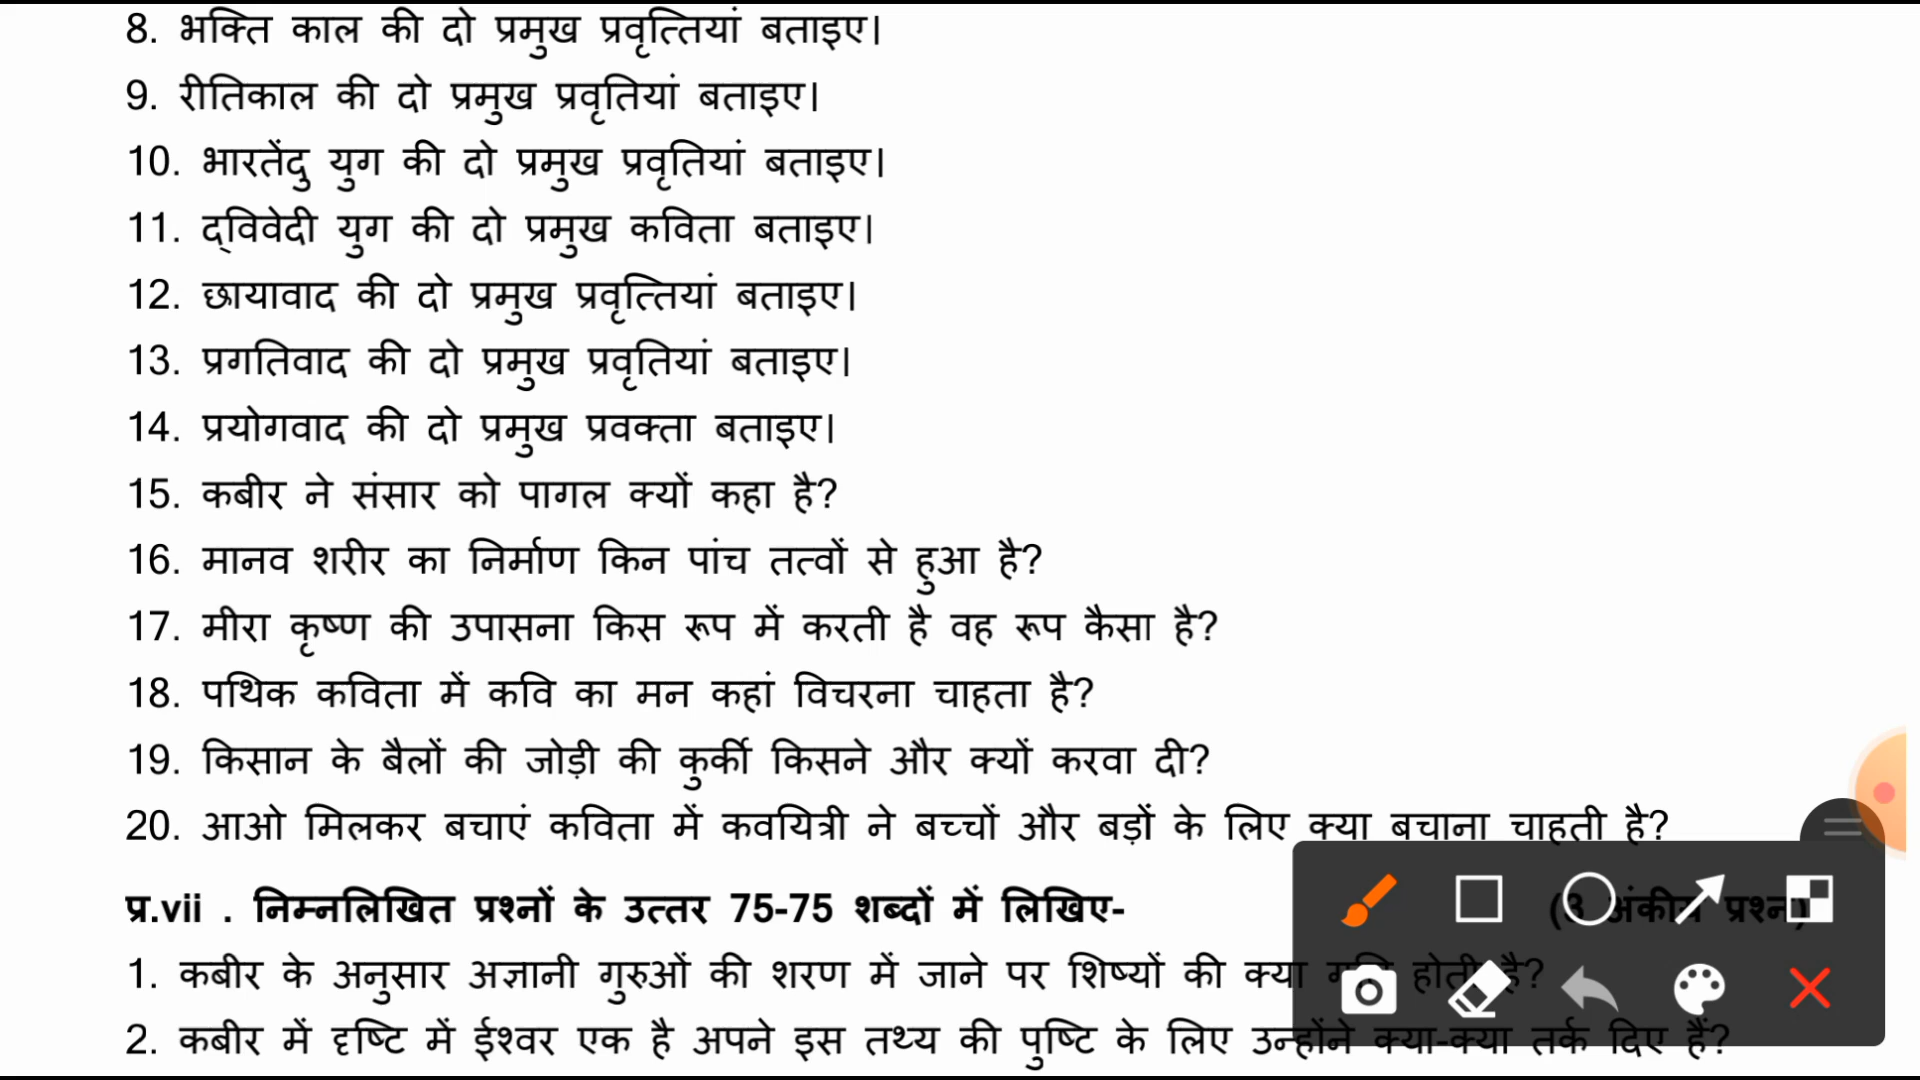 8. भक्ति काल की दो प्रमुख प्रवृत्तियां बताइए।
9. रीतिकाल की दो प्रमुख प्रवृतियां बताइए।
10. भारतेंदु युग की दो प्रमुख प्रवृतियां बताइए।
11. द्विवेदी युग की दो प्रमुख कविता बताइए।
12. छायावाद की दो प्रमुख प्रवृत्तियां बताइए।
13. प्रगतिवाद की दो प्रमुख प्रवृतियां बताइए।
14. प्रयोगवाद की दो प्रमुख प्रवक्ता बताइए।
15. कबीर ने संसार को पागल क्यों कहा है?
16. मानव शरीर का निर्माण किन पांच तत्वों से हुआ है?
17. मीरा कृष्ण की उपासना किस रूप में करती है वह रूप कैसा है?
18. पथिक कविता में कवि का मन कहां विचरना चाहता है?
19. किसान के बैलों की जोड़ी की कुर्की किसने और क्यों करवा दी?
20. आओ मिलकर बचाएं कविता में कवयित्री ने बच्चों और बड़ों के लिए क्या बचाना चाहती है?
प्र.vii . निम्नलिखित प्रश्नों के उत्तर 75-75 शब्दों में लिखिए- (3 अंकीय प्रश्न)
1. कबीर के अनुसार अज्ञानी गुरुओं की शरण में जाने पर शिष्यों की क्या होती है?
2. कबीर में दृष्टि में ईश्वर एक है अपने इस तथ्य की पुष्टि के लिए उन्होंने क्या-क्या तर्क दिए हैं?